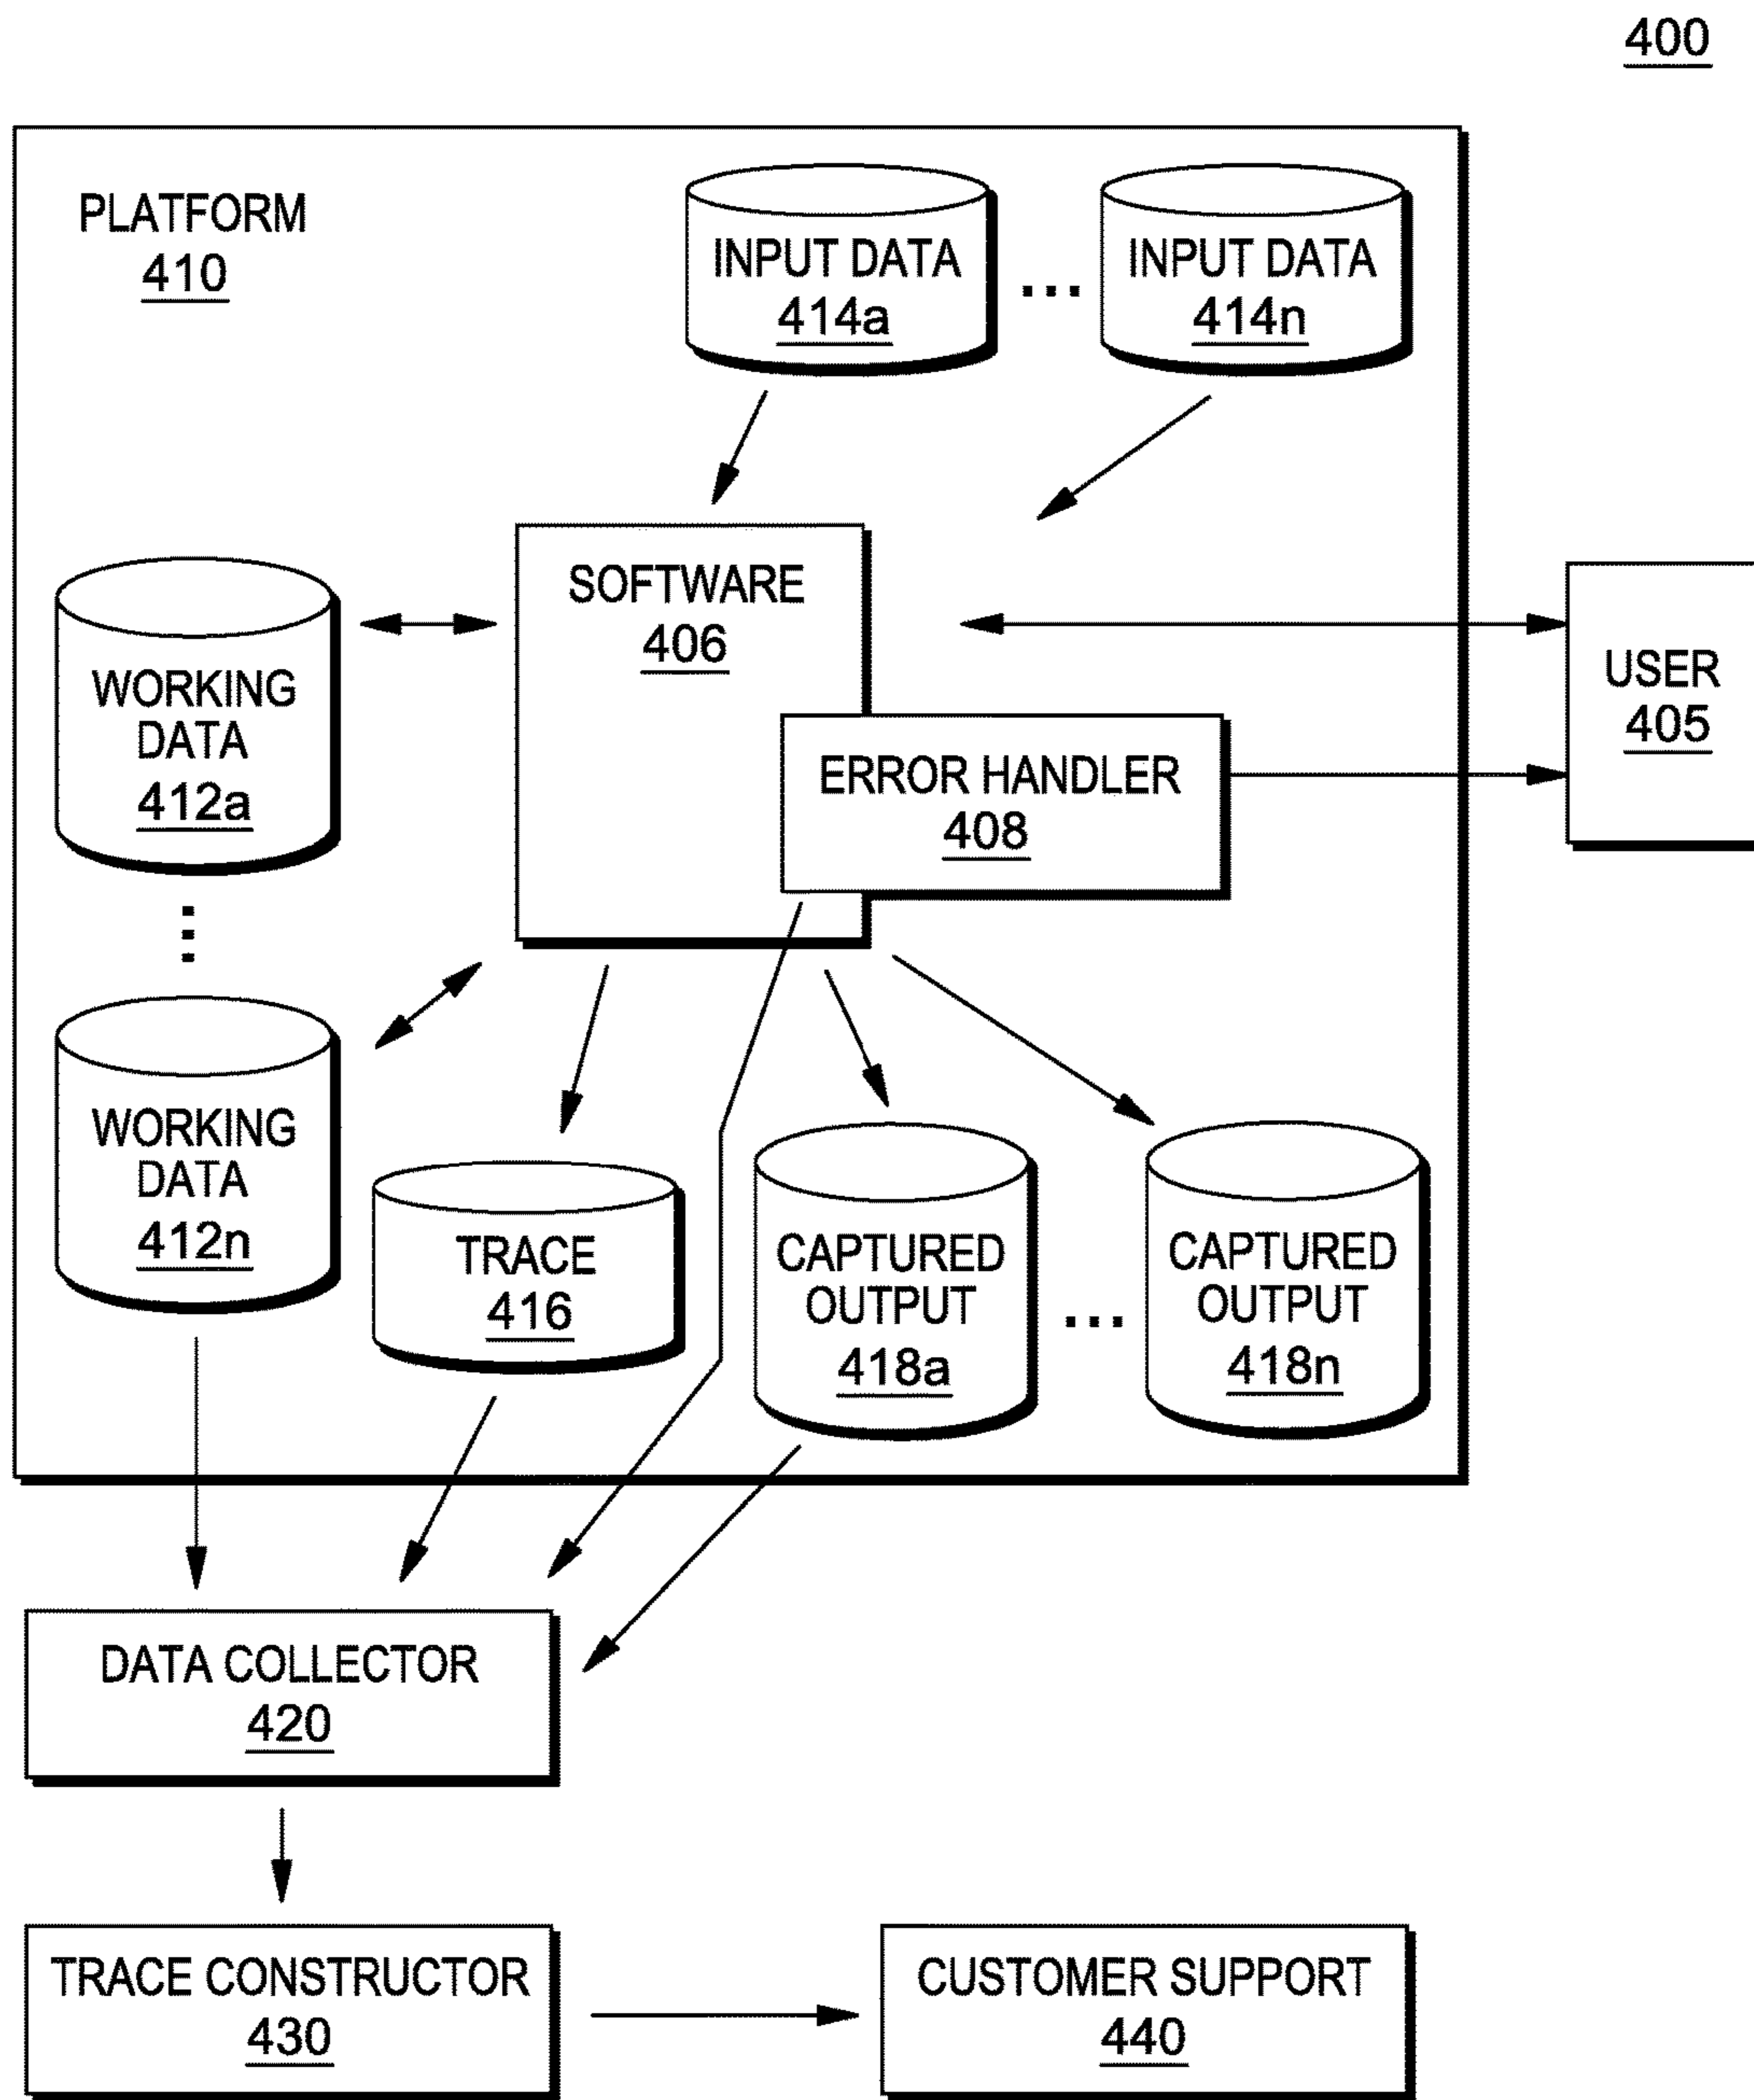 400
PLATFORM
410
INPUT DATA
414a
...
INPUT DATA
414n
SOFTWARE
406
WORKING
DATA
412a
ERROR HANDLER
408
USER
405
WORKING
DATA
412n
TRACE
416
CAPTURED
OUTPUT
418a
...
CAPTURED
OUTPUT
418n
DATA COLLECTOR
420
TRACE CONSTRUCTOR
430
CUSTOMER SUPPORT
440